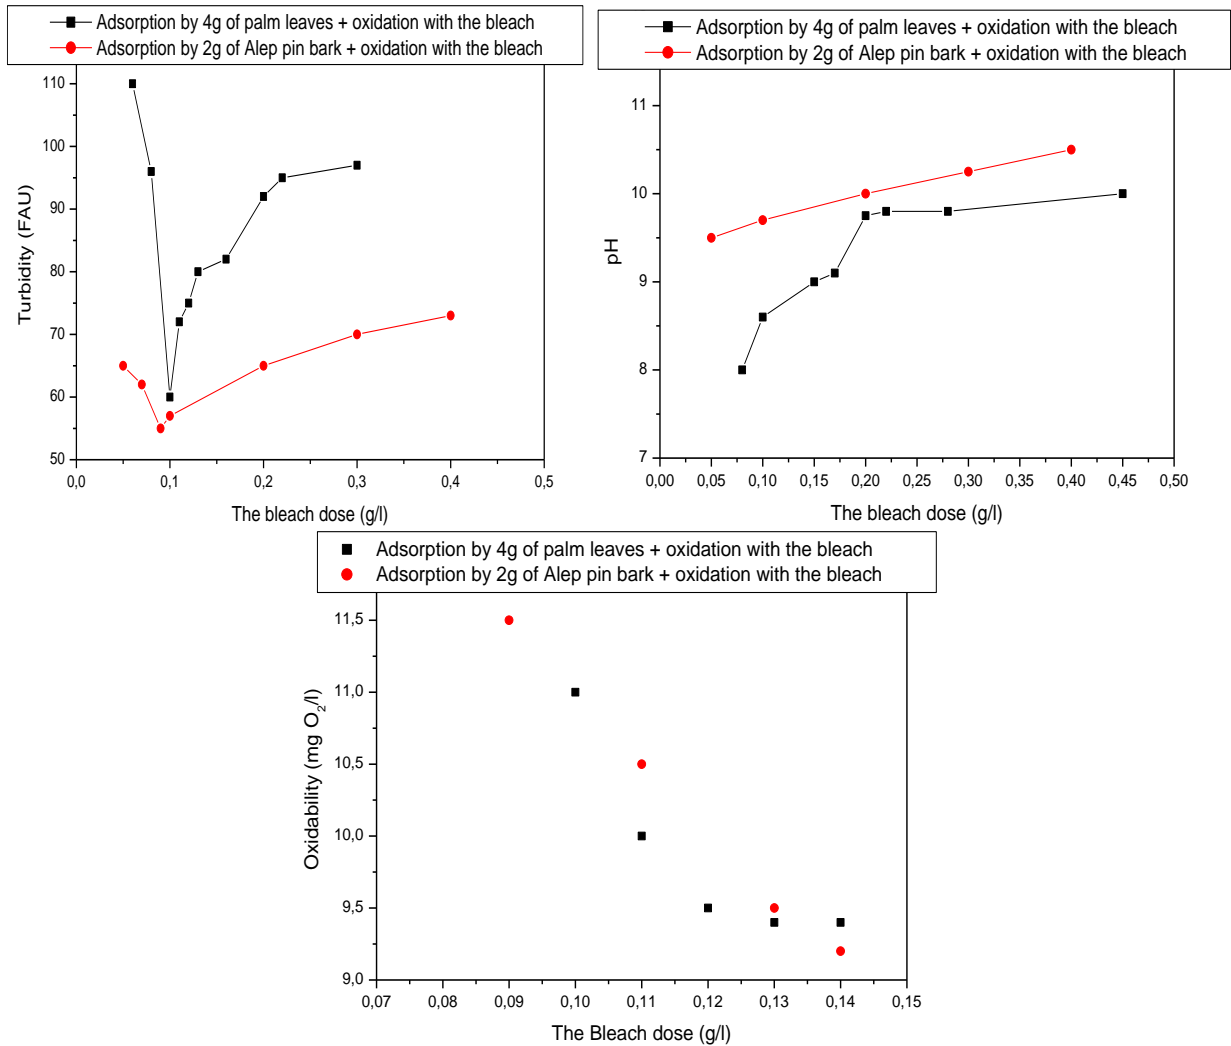 Adsorption by 4g of palm leaves + oxidation with the bleach
Adsorption by 2g of Alep pin bark + oxidation with the bleach
110
100
90
80
70
60
50
Turbidity (FAU)
0,0 0,1 0,2 0,3 0,4 0,5
The bleach dose (g/l)
Adsorption by 4g of palm leaves + oxidation with the bleach
Adsorption by 2g of Alep pin bark + oxidation with the bleach
11
10
9
8
7
pH
0,00 0,05 0,10 0,15 0,20 0,25 0,30 0,35 0,40 0,45 0,50
The bleach dose (g/l)
Adsorption by 4g of palm leaves + oxidation with the bleach
Adsorption by 2g of Alep pin bark + oxidation with the bleach
11,5
11,0
10,5
10,0
9,5
9,0
Oxidability (mg O₂/l)
0,07 0,08 0,09 0,10 0,11 0,12 0,13 0,14 0,15
The Bleach dose (g/l)